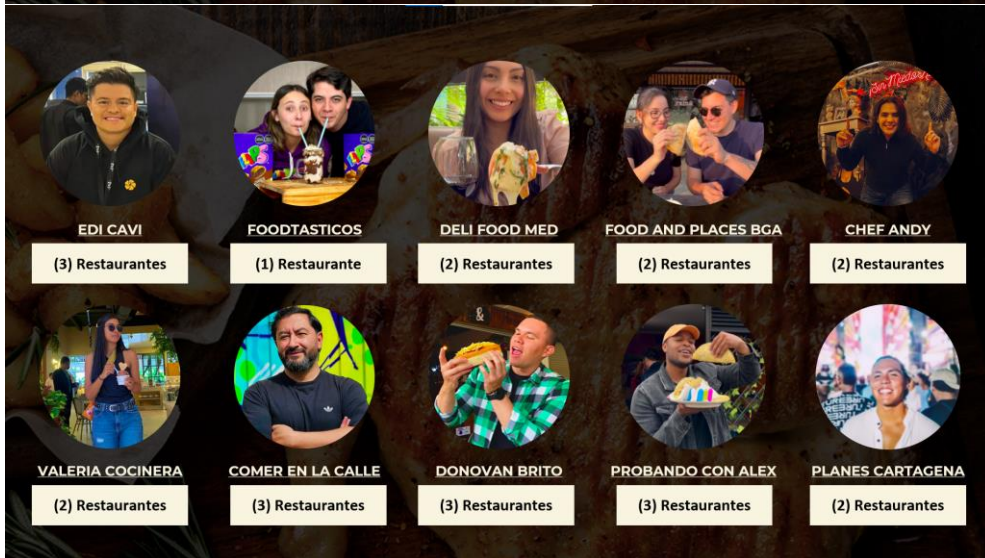 Tan Medallo
EDI CAVI
FOODTASTICOS
DELI FOOD MED
FOOD AND PLACES BGA
CHEF ANDY
(3) Restaurantes
(1) Restaurante
(2) Restaurantes
(2) Restaurantes
(2) Restaurantes
&
VALERIA COCINERA
COMER EN LA CALLE
DONOVAN BRITO
PROBANDO CON ALEX
PLANES CARTAGENA
(2) Restaurantes
(3) Restaurantes
(3) Restaurantes
(3) Restaurantes
(2) Restaurantes